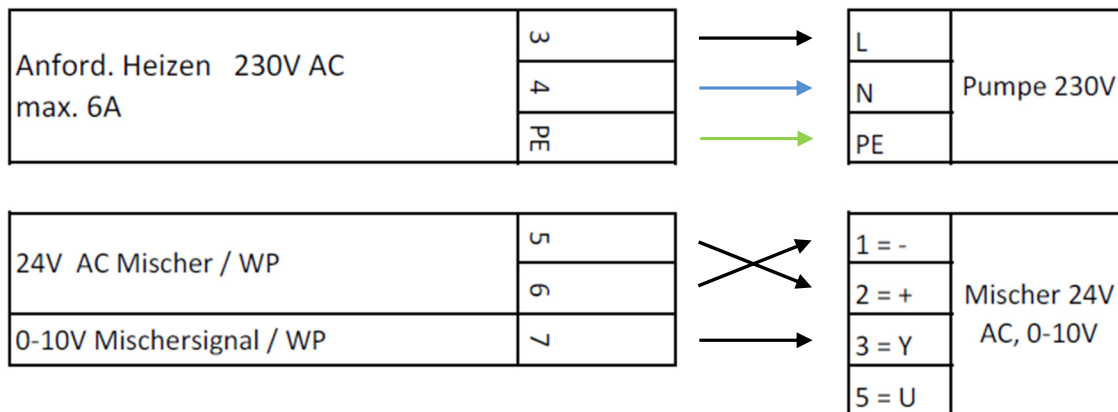 Anford. Heizen 230V AC
max. 6A
3
4
PE
L
N
PE
Pumpe 230V
24V AC Mischer / WP
5
6
0-10V Mischersignal / WP
7
1 = -
2 = +
3 = Y
5 = U
Mischer 24V
AC, 0-10V